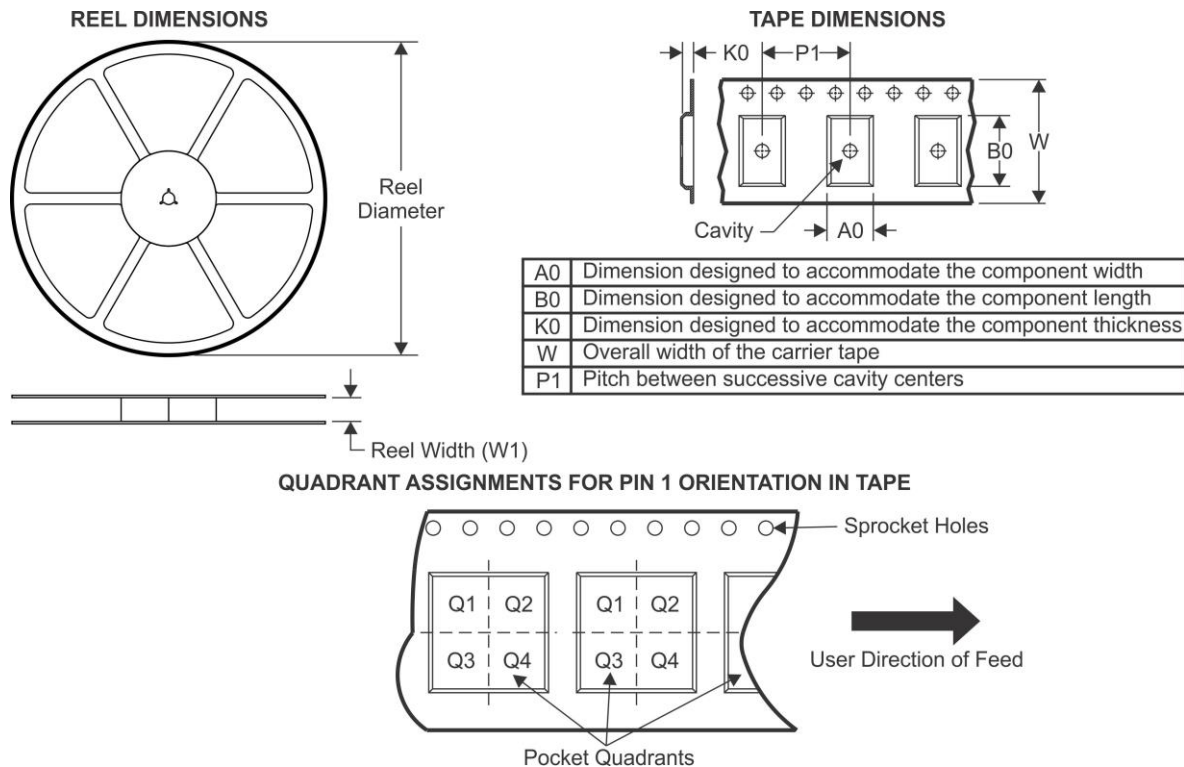 REEL DIMENSIONS
Reel
Diameter
Reel Width (W1)
TAPE DIMENSIONS
K0
P1
B0
W
Cavity
A0
A0 Dimension designed to accommodate the component width
B0 Dimension designed to accommodate the component length
K0 Dimension designed to accommodate the component thickness
W Overall width of the carrier tape
P1 Pitch between successive cavity centers
QUADRANT ASSIGNMENTS FOR PIN 1 ORIENTATION IN TAPE
Sprocket Holes
Q1 Q2 Q1 Q2
Q3 Q4 Q3 Q4
User Direction of Feed
Pocket Quadrants